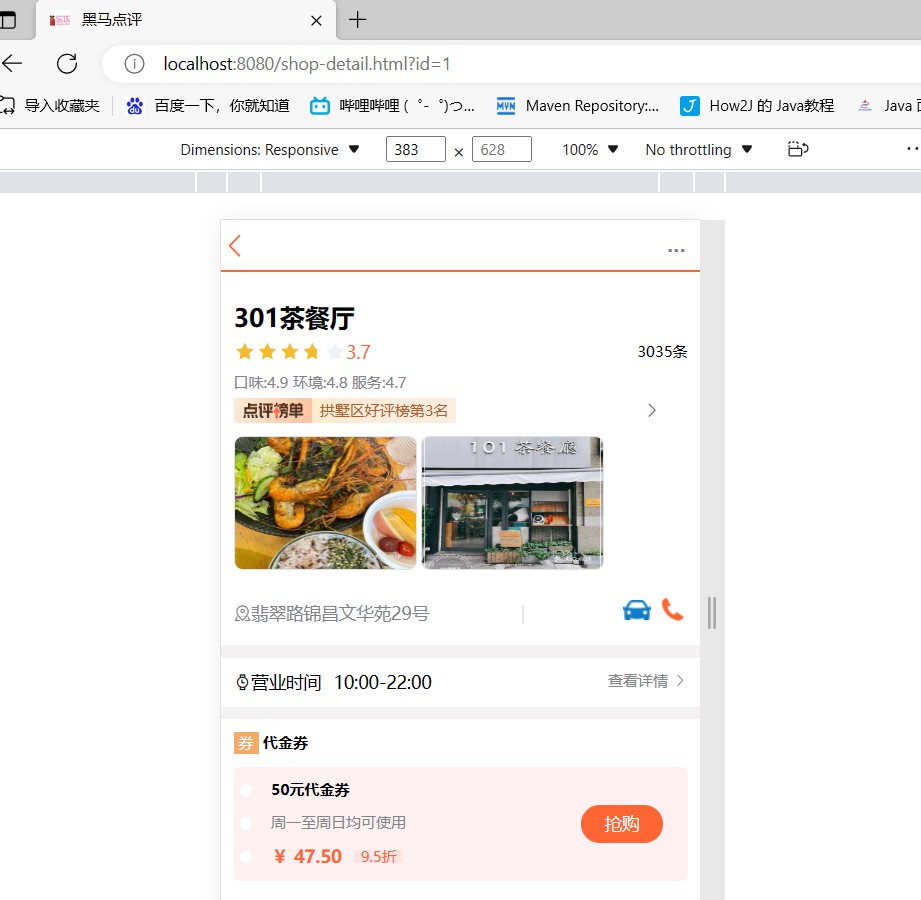 黑马点评
localhost:8080/shop-detail.html?id=1
导入收藏夹 百度一下，你就知道 哔哩哔哩 ( ゜- ゜)つ... Maven Repository:... How2J 的 Java教程 Java
Dimensions: Responsive 383 × 628 100% No throttling
301茶餐厅
3.7 3035条
口味:4.9 环境:4.8 服务:4.7
点评榜单 拱墅区好评榜第3名
101 茶餐廳
翡翠路锦昌文华苑29号
营业时间 10:00-22:00 查看详情
券 代金券
50元代金券
周一至周日均可使用
抢购
¥ 47.50 9.5折